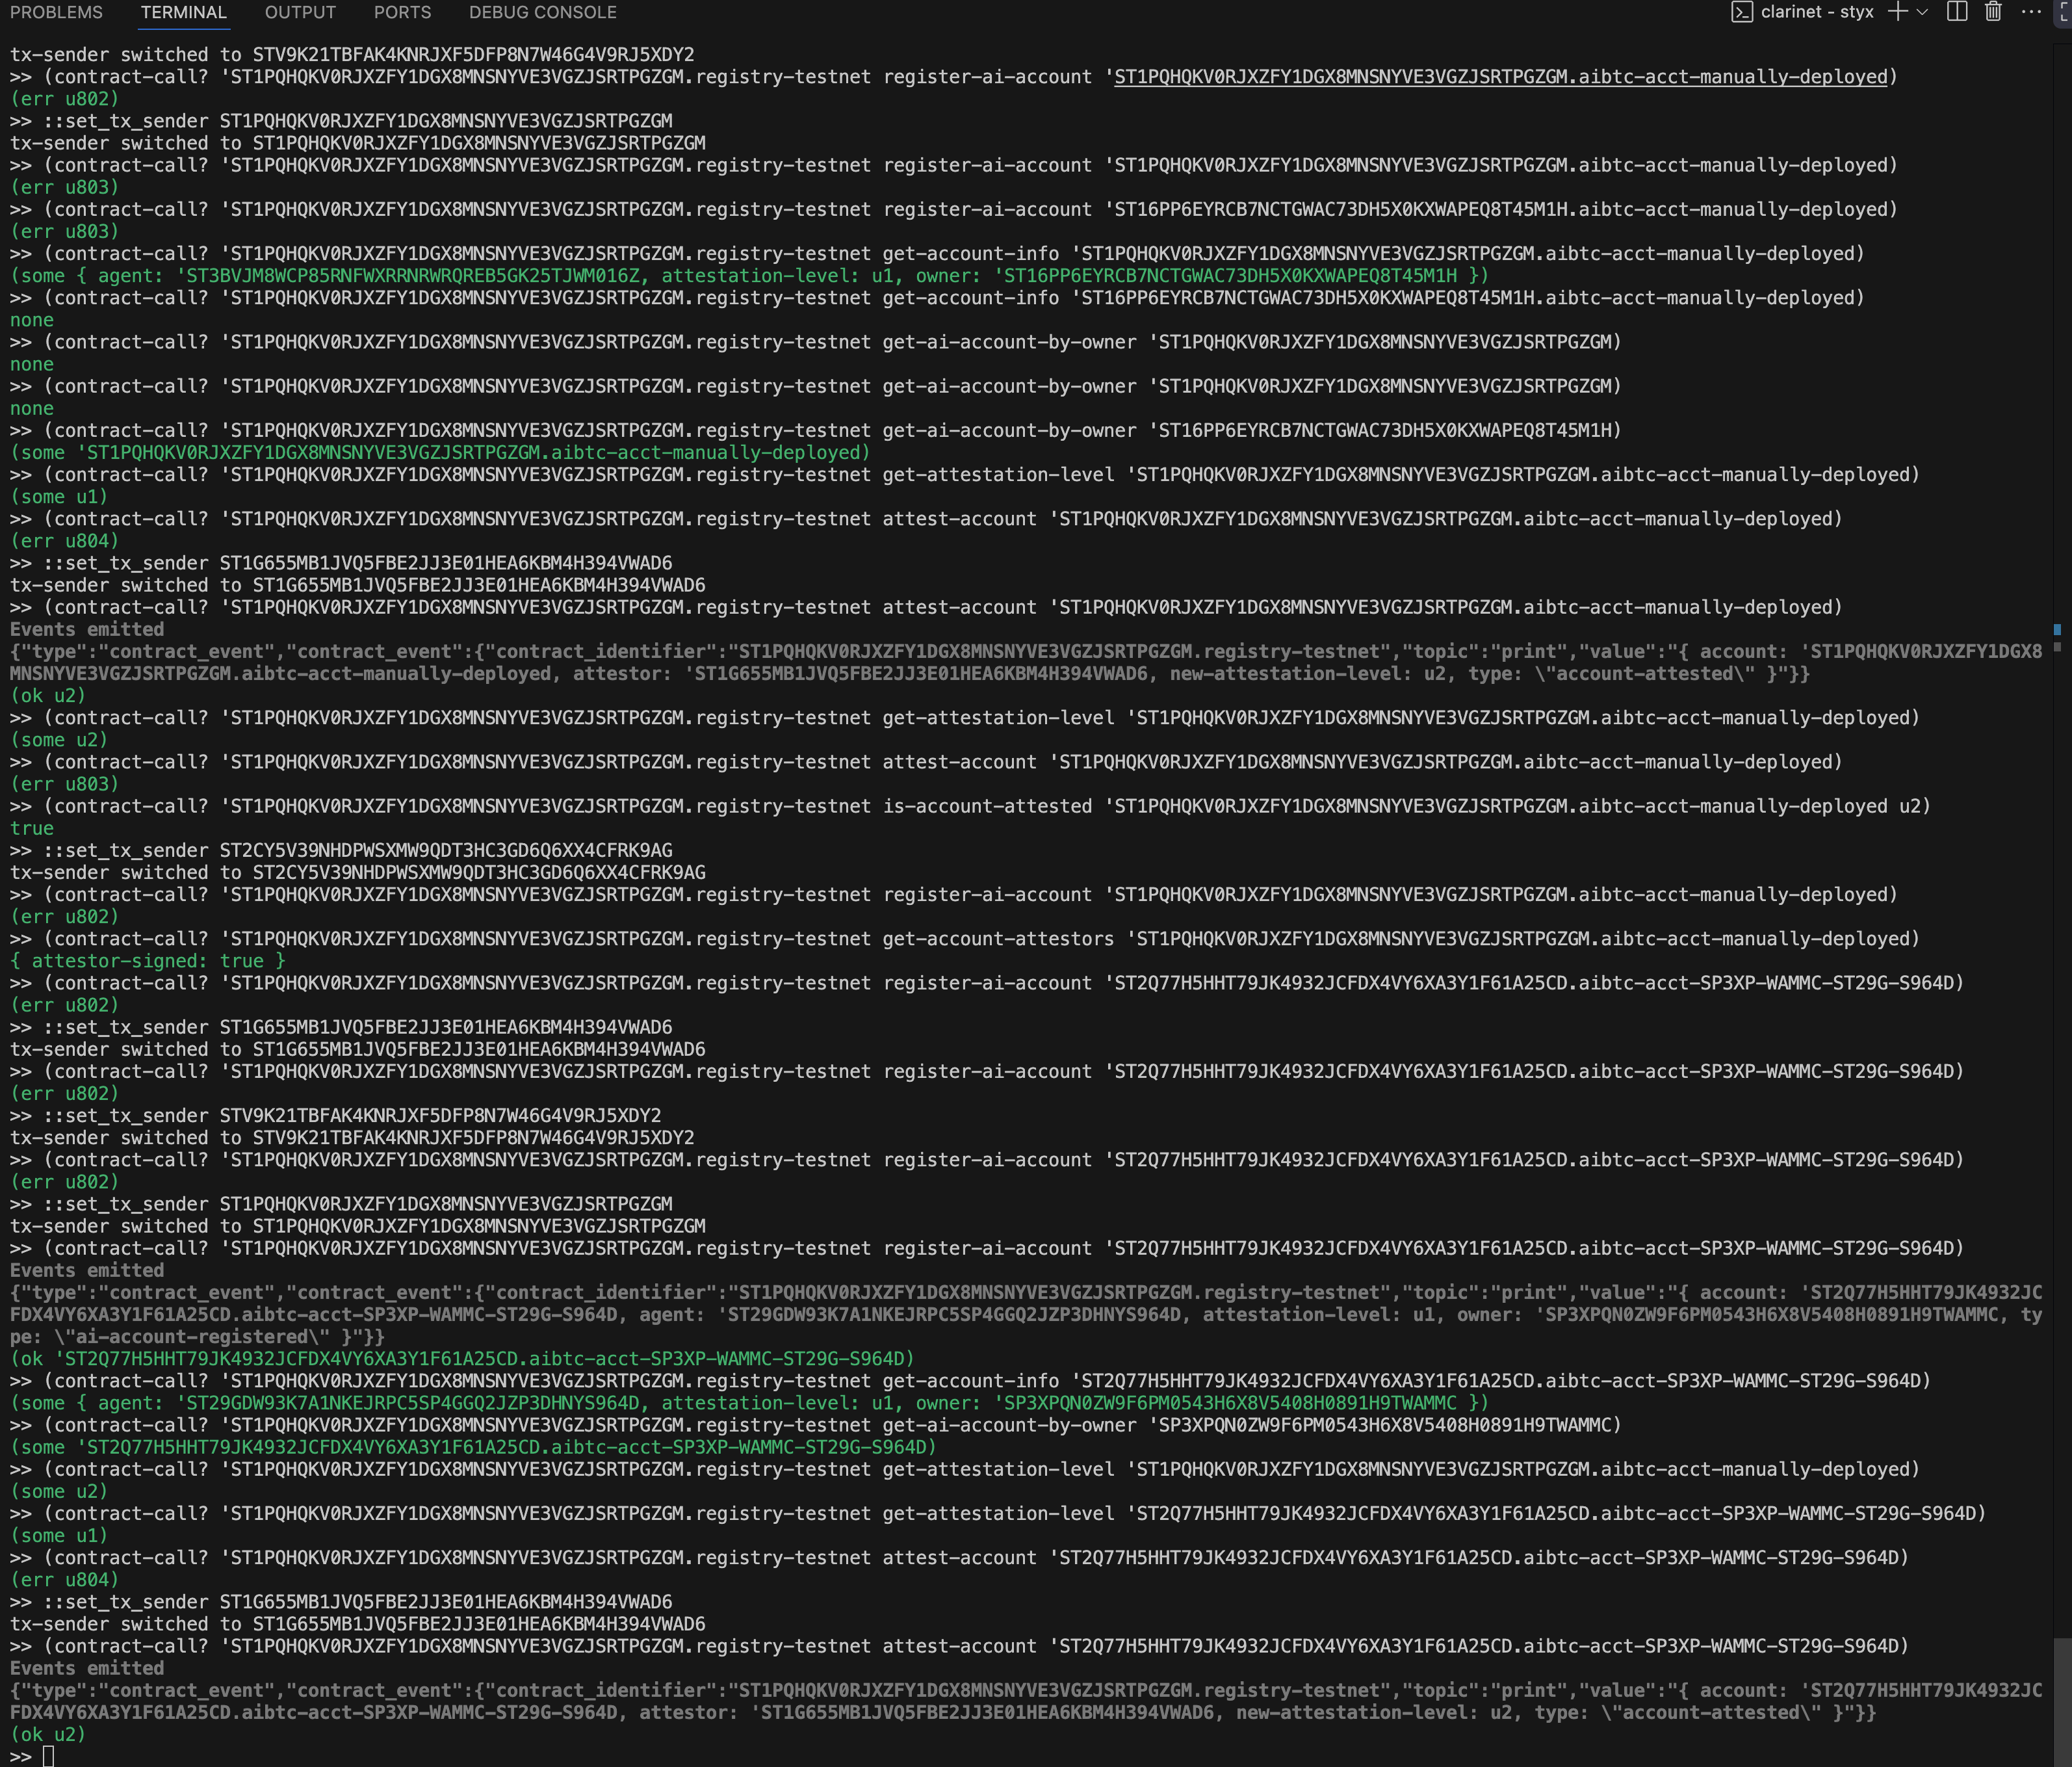 PROBLEMS TERMINAL OUTPUT PORTS DEBUG CONSOLE clarinet - styx
tx-sender switched to STV9K21TBFAK4KNRJXF5DFP8N7W46G4V9RJ5XDY2
>> (contract-call? 'ST1PQHQKV0RJXZFY1DGX8MNSNYVE3VGZJSRTPGZGM.registry-testnet register-ai-account 'ST1PQHQKV0RJXZFY1DGX8MNSNYVE3VGZJSRTPGZGM.aibtc-acct-manually-deployed)
(err u802)
>> ::set_tx_sender ST1PQHQKV0RJXZFY1DGX8MNSNYVE3VGZJSRTPGZGM
tx-sender switched to ST1PQHQKV0RJXZFY1DGX8MNSNYVE3VGZJSRTPGZGM
>> (contract-call? 'ST1PQHQKV0RJXZFY1DGX8MNSNYVE3VGZJSRTPGZGM.registry-testnet register-ai-account 'ST1PQHQKV0RJXZFY1DGX8MNSNYVE3VGZJSRTPGZGM.aibtc-acct-manually-deployed)
(err u803)
>> (contract-call? 'ST1PQHQKV0RJXZFY1DGX8MNSNYVE3VGZJSRTPGZGM.registry-testnet register-ai-account 'ST16PP6EYRCB7NCTGWAC73DH5X0KXWAPEQ8T45M1H.aibtc-acct-manually-deployed)
(err u803)
>> (contract-call? 'ST1PQHQKV0RJXZFY1DGX8MNSNYVE3VGZJSRTPGZGM.registry-testnet get-account-info 'ST1PQHQKV0RJXZFY1DGX8MNSNYVE3VGZJSRTPGZGM.aibtc-acct-manually-deployed)
(some { agent: 'ST3BVJM8WCP85RNFWXRRNRWRQREB5GK25TJWM016Z, attestation-level: u1, owner: 'ST16PP6EYRCB7NCTGWAC73DH5X0KXWAPEQ8T45M1H })
>> (contract-call? 'ST1PQHQKV0RJXZFY1DGX8MNSNYVE3VGZJSRTPGZGM.registry-testnet get-account-info 'ST16PP6EYRCB7NCTGWAC73DH5X0KXWAPEQ8T45M1H.aibtc-acct-manually-deployed)
none
>> (contract-call? 'ST1PQHQKV0RJXZFY1DGX8MNSNYVE3VGZJSRTPGZGM.registry-testnet get-ai-account-by-owner 'ST1PQHQKV0RJXZFY1DGX8MNSNYVE3VGZJSRTPGZGM)
none
>> (contract-call? 'ST1PQHQKV0RJXZFY1DGX8MNSNYVE3VGZJSRTPGZGM.registry-testnet get-ai-account-by-owner 'ST1PQHQKV0RJXZFY1DGX8MNSNYVE3VGZJSRTPGZGM)
none
>> (contract-call? 'ST1PQHQKV0RJXZFY1DGX8MNSNYVE3VGZJSRTPGZGM.registry-testnet get-ai-account-by-owner 'ST16PP6EYRCB7NCTGWAC73DH5X0KXWAPEQ8T45M1H)
(some 'ST1PQHQKV0RJXZFY1DGX8MNSNYVE3VGZJSRTPGZGM.aibtc-acct-manually-deployed)
>> (contract-call? 'ST1PQHQKV0RJXZFY1DGX8MNSNYVE3VGZJSRTPGZGM.registry-testnet get-attestation-level 'ST1PQHQKV0RJXZFY1DGX8MNSNYVE3VGZJSRTPGZGM.aibtc-acct-manually-deployed)
(some u1)
>> (contract-call? 'ST1PQHQKV0RJXZFY1DGX8MNSNYVE3VGZJSRTPGZGM.registry-testnet attest-account 'ST1PQHQKV0RJXZFY1DGX8MNSNYVE3VGZJSRTPGZGM.aibtc-acct-manually-deployed)
(err u804)
>> ::set_tx_sender ST1G655MB1JVQ5FBE2JJ3E01HEA6KBM4H394VWAD6
tx-sender switched to ST1G655MB1JVQ5FBE2JJ3E01HEA6KBM4H394VWAD6
>> (contract-call? 'ST1PQHQKV0RJXZFY1DGX8MNSNYVE3VGZJSRTPGZGM.registry-testnet attest-account 'ST1PQHQKV0RJXZFY1DGX8MNSNYVE3VGZJSRTPGZGM.aibtc-acct-manually-deployed)
Events emitted
{"type":"contract_event","contract_event":{"contract_identifier":"ST1PQHQKV0RJXZFY1DGX8MNSNYVE3VGZJSRTPGZGM.registry-testnet","topic":"print","value":"{ account: 'ST1PQHQKV0RJXZFY1DGX8
MNSNYVE3VGZJSRTPGZGM.aibtc-acct-manually-deployed, attestor: 'ST1G655MB1JVQ5FBE2JJ3E01HEA6KBM4H394VWAD6, new-attestation-level: u2, type: \"account-attested\" }"}}
(ok u2)
>> (contract-call? 'ST1PQHQKV0RJXZFY1DGX8MNSNYVE3VGZJSRTPGZGM.registry-testnet get-attestation-level 'ST1PQHQKV0RJXZFY1DGX8MNSNYVE3VGZJSRTPGZGM.aibtc-acct-manually-deployed)
(some u2)
>> (contract-call? 'ST1PQHQKV0RJXZFY1DGX8MNSNYVE3VGZJSRTPGZGM.registry-testnet attest-account 'ST1PQHQKV0RJXZFY1DGX8MNSNYVE3VGZJSRTPGZGM.aibtc-acct-manually-deployed)
(err u803)
>> (contract-call? 'ST1PQHQKV0RJXZFY1DGX8MNSNYVE3VGZJSRTPGZGM.registry-testnet is-account-attested 'ST1PQHQKV0RJXZFY1DGX8MNSNYVE3VGZJSRTPGZGM.aibtc-acct-manually-deployed u2)
true
>> ::set_tx_sender ST2CY5V39NHDPWSXMW9QDT3HC3GD6Q6XX4CFRK9AG
tx-sender switched to ST2CY5V39NHDPWSXMW9QDT3HC3GD6Q6XX4CFRK9AG
>> (contract-call? 'ST1PQHQKV0RJXZFY1DGX8MNSNYVE3VGZJSRTPGZGM.registry-testnet register-ai-account 'ST1PQHQKV0RJXZFY1DGX8MNSNYVE3VGZJSRTPGZGM.aibtc-acct-manually-deployed)
(err u802)
>> (contract-call? 'ST1PQHQKV0RJXZFY1DGX8MNSNYVE3VGZJSRTPGZGM.registry-testnet get-account-attestors 'ST1PQHQKV0RJXZFY1DGX8MNSNYVE3VGZJSRTPGZGM.aibtc-acct-manually-deployed)
{ attestor-signed: true }
>> (contract-call? 'ST1PQHQKV0RJXZFY1DGX8MNSNYVE3VGZJSRTPGZGM.registry-testnet register-ai-account 'ST2Q77H5HHT79JK4932JCFDX4VY6XA3Y1F61A25CD.aibtc-acct-SP3XP-WAMMC-ST29G-S964D)
(err u802)
>> ::set_tx_sender ST1G655MB1JVQ5FBE2JJ3E01HEA6KBM4H394VWAD6
tx-sender switched to ST1G655MB1JVQ5FBE2JJ3E01HEA6KBM4H394VWAD6
>> (contract-call? 'ST1PQHQKV0RJXZFY1DGX8MNSNYVE3VGZJSRTPGZGM.registry-testnet register-ai-account 'ST2Q77H5HHT79JK4932JCFDX4VY6XA3Y1F61A25CD.aibtc-acct-SP3XP-WAMMC-ST29G-S964D)
(err u802)
>> ::set_tx_sender STV9K21TBFAK4KNRJXF5DFP8N7W46G4V9RJ5XDY2
tx-sender switched to STV9K21TBFAK4KNRJXF5DFP8N7W46G4V9RJ5XDY2
>> (contract-call? 'ST1PQHQKV0RJXZFY1DGX8MNSNYVE3VGZJSRTPGZGM.registry-testnet register-ai-account 'ST2Q77H5HHT79JK4932JCFDX4VY6XA3Y1F61A25CD.aibtc-acct-SP3XP-WAMMC-ST29G-S964D)
(err u802)
>> ::set_tx_sender ST1PQHQKV0RJXZFY1DGX8MNSNYVE3VGZJSRTPGZGM
tx-sender switched to ST1PQHQKV0RJXZFY1DGX8MNSNYVE3VGZJSRTPGZGM
>> (contract-call? 'ST1PQHQKV0RJXZFY1DGX8MNSNYVE3VGZJSRTPGZGM.registry-testnet register-ai-account 'ST2Q77H5HHT79JK4932JCFDX4VY6XA3Y1F61A25CD.aibtc-acct-SP3XP-WAMMC-ST29G-S964D)
Events emitted
{"type":"contract_event","contract_event":{"contract_identifier":"ST1PQHQKV0RJXZFY1DGX8MNSNYVE3VGZJSRTPGZGM.registry-testnet","topic":"print","value":"{ account: 'ST2Q77H5HHT79JK4932JC
FDX4VY6XA3Y1F61A25CD.aibtc-acct-SP3XP-WAMMC-ST29G-S964D, agent: 'ST29GDW93K7A1NKEJRPC5SP4GGQ2JZP3DHNYS964D, attestation-level: u1, owner: 'SP3XPQN0ZW9F6PM0543H6X8V5408H0891H9TWAMMC, ty
pe: \"ai-account-registered\" }"}}
(ok 'ST2Q77H5HHT79JK4932JCFDX4VY6XA3Y1F61A25CD.aibtc-acct-SP3XP-WAMMC-ST29G-S964D)
>> (contract-call? 'ST1PQHQKV0RJXZFY1DGX8MNSNYVE3VGZJSRTPGZGM.registry-testnet get-account-info 'ST2Q77H5HHT79JK4932JCFDX4VY6XA3Y1F61A25CD.aibtc-acct-SP3XP-WAMMC-ST29G-S964D)
(some { agent: 'ST29GDW93K7A1NKEJRPC5SP4GGQ2JZP3DHNYS964D, attestation-level: u1, owner: 'SP3XPQN0ZW9F6PM0543H6X8V5408H0891H9TWAMMC })
>> (contract-call? 'ST1PQHQKV0RJXZFY1DGX8MNSNYVE3VGZJSRTPGZGM.registry-testnet get-ai-account-by-owner 'SP3XPQN0ZW9F6PM0543H6X8V5408H0891H9TWAMMC)
(some 'ST2Q77H5HHT79JK4932JCFDX4VY6XA3Y1F61A25CD.aibtc-acct-SP3XP-WAMMC-ST29G-S964D)
>> (contract-call? 'ST1PQHQKV0RJXZFY1DGX8MNSNYVE3VGZJSRTPGZGM.registry-testnet get-attestation-level 'ST1PQHQKV0RJXZFY1DGX8MNSNYVE3VGZJSRTPGZGM.aibtc-acct-manually-deployed)
(some u2)
>> (contract-call? 'ST1PQHQKV0RJXZFY1DGX8MNSNYVE3VGZJSRTPGZGM.registry-testnet get-attestation-level 'ST2Q77H5HHT79JK4932JCFDX4VY6XA3Y1F61A25CD.aibtc-acct-SP3XP-WAMMC-ST29G-S964D)
(some u1)
>> (contract-call? 'ST1PQHQKV0RJXZFY1DGX8MNSNYVE3VGZJSRTPGZGM.registry-testnet attest-account 'ST2Q77H5HHT79JK4932JCFDX4VY6XA3Y1F61A25CD.aibtc-acct-SP3XP-WAMMC-ST29G-S964D)
(err u804)
>> ::set_tx_sender ST1G655MB1JVQ5FBE2JJ3E01HEA6KBM4H394VWAD6
tx-sender switched to ST1G655MB1JVQ5FBE2JJ3E01HEA6KBM4H394VWAD6
>> (contract-call? 'ST1PQHQKV0RJXZFY1DGX8MNSNYVE3VGZJSRTPGZGM.registry-testnet attest-account 'ST2Q77H5HHT79JK4932JCFDX4VY6XA3Y1F61A25CD.aibtc-acct-SP3XP-WAMMC-ST29G-S964D)
Events emitted
{"type":"contract_event","contract_event":{"contract_identifier":"ST1PQHQKV0RJXZFY1DGX8MNSNYVE3VGZJSRTPGZGM.registry-testnet","topic":"print","value":"{ account: 'ST2Q77H5HHT79JK4932JC
FDX4VY6XA3Y1F61A25CD.aibtc-acct-SP3XP-WAMMC-ST29G-S964D, attestor: 'ST1G655MB1JVQ5FBE2JJ3E01HEA6KBM4H394VWAD6, new-attestation-level: u2, type: \"account-attested\" }"}}
(ok u2)
>>